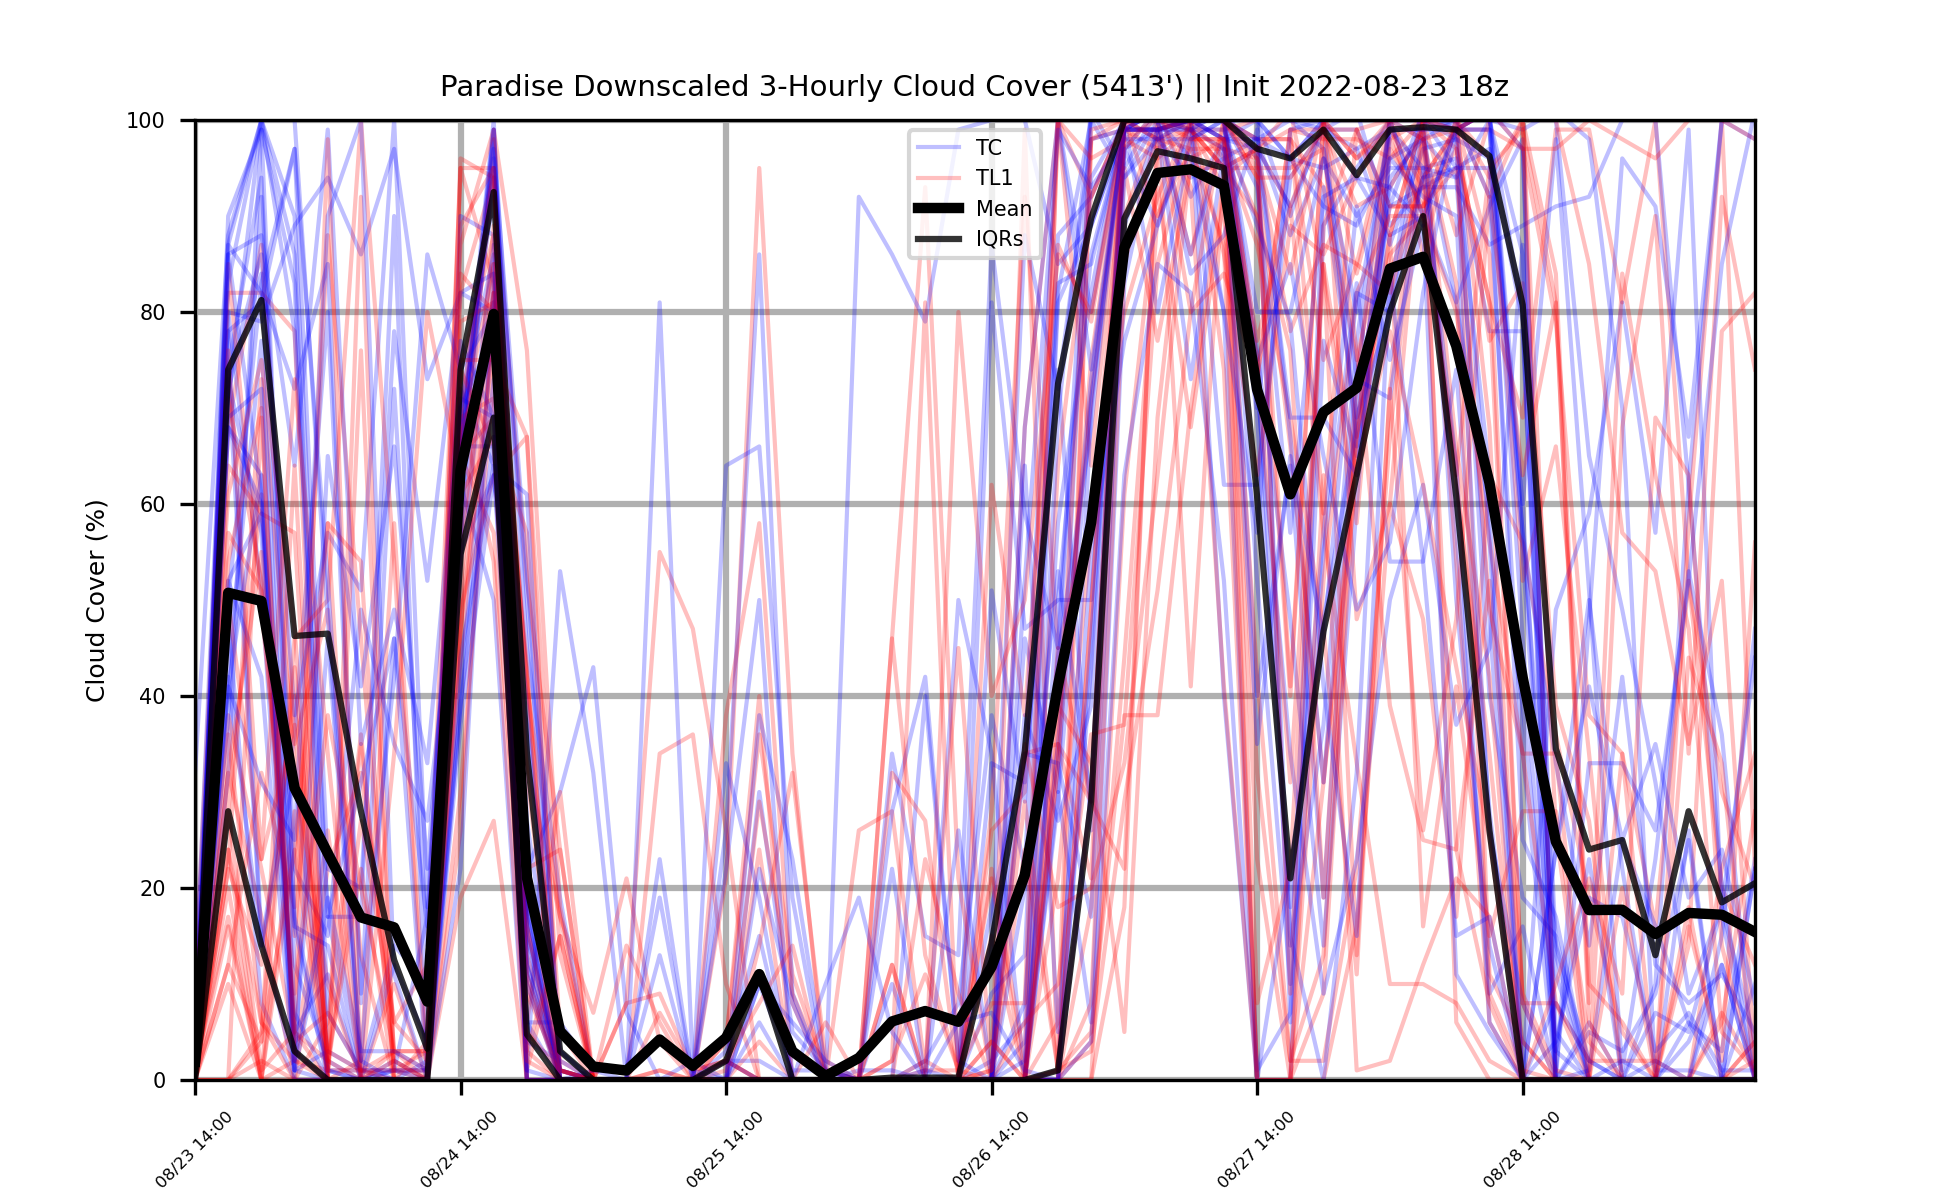 Paradise Downscaled 3-Hourly Cloud Cover (5413') || Init 2022-08-23 18z
100
80
60
40
20
0
Cloud Cover (%)
TC
TL1
Mean
IQRs
08/23 14:00
08/24 14:00
08/25 14:00
08/26 14:00
08/27 14:00
08/28 14:00